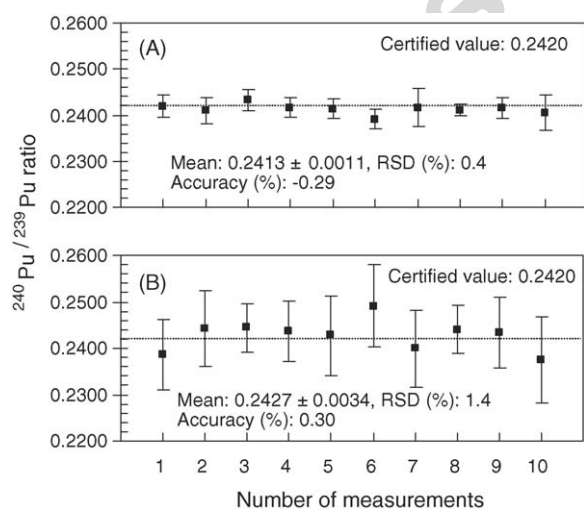 0.2600
(A)
Certified value: 0.2420
0.2500
0.2400
0.2300
Mean: 0.2413 ± 0.0011, RSD (%): 0.4
Accuracy (%): -0.29
0.2200
240Pu / 239Pu ratio
0.2600
(B)
Certified value: 0.2420
0.2500
0.2400
0.2300
Mean: 0.2427 ± 0.0034, RSD (%): 1.4
Accuracy (%): 0.30
0.2200
1 2 3 4 5 6 7 8 9 10
Number of measurements